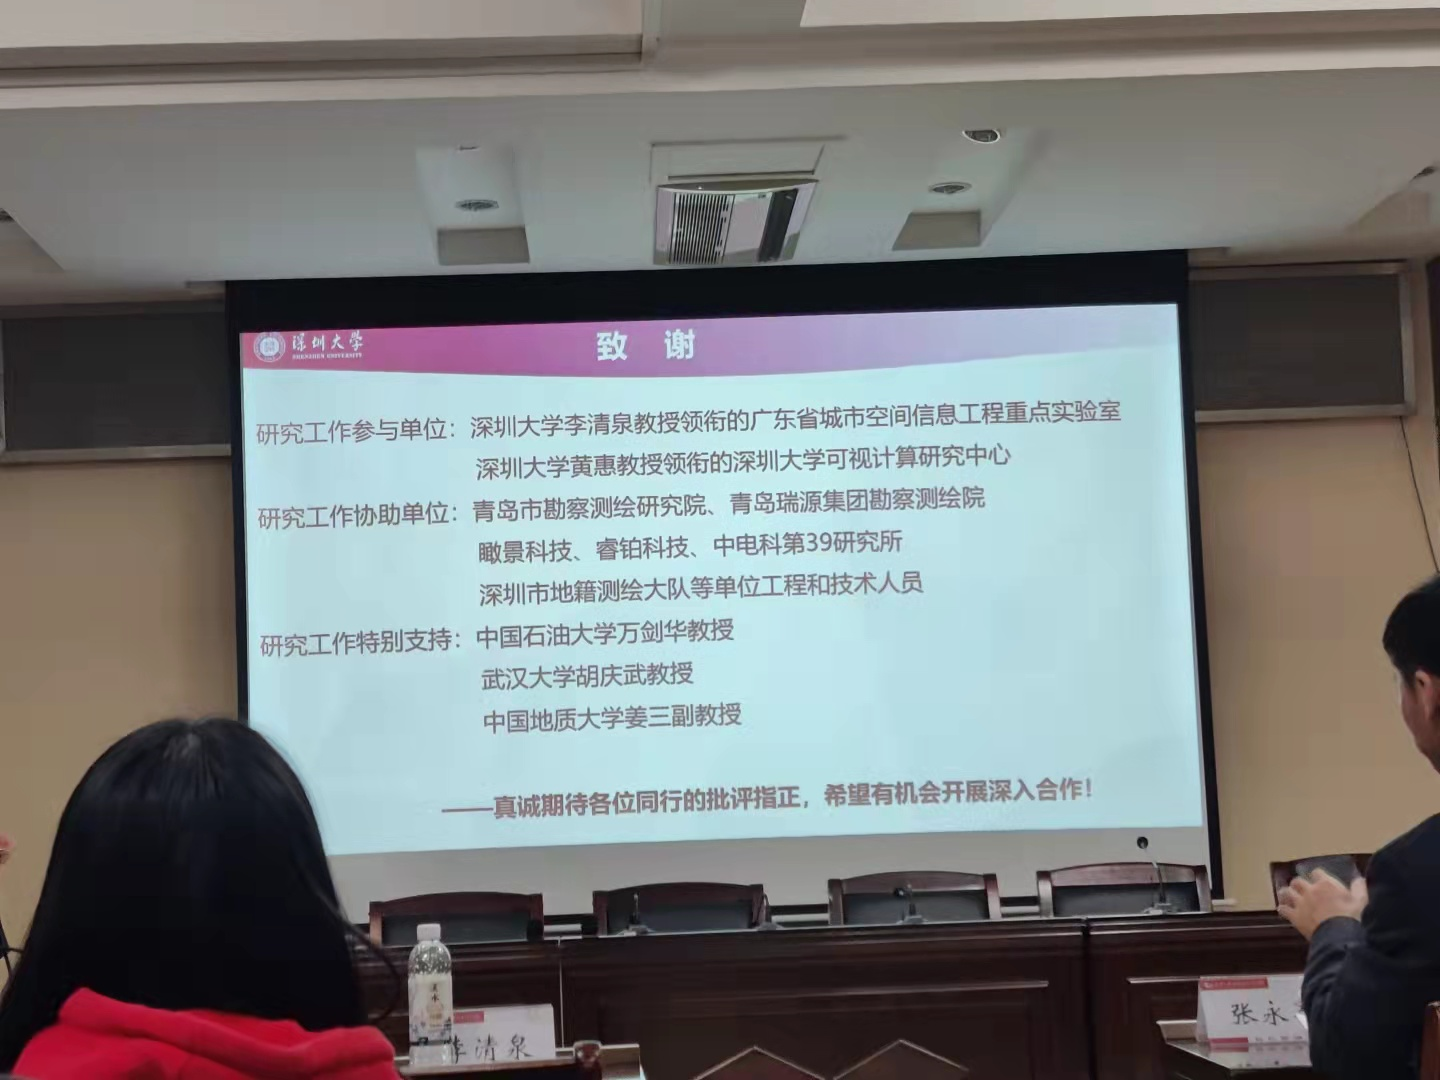 深圳大学
SHENZHEN UNIVERSITY
致 谢
研究工作参与单位：深圳大学李清泉教授领衔的广东省城市空间信息工程重点实验室
深圳大学黄惠教授领衔的深圳大学可视计算研究中心
研究工作协助单位：青岛市勘察测绘研究院、青岛瑞源集团勘察测绘院
瞰景科技、睿铂科技、中电科第39研究所
深圳市地籍测绘大队等单位工程和技术人员
研究工作特别支持：中国石油大学万剑华教授
武汉大学胡庆武教授
中国地质大学姜三副教授
——真诚期待各位同行的批评指正，希望有机会开展深入合作！
李清泉
张永